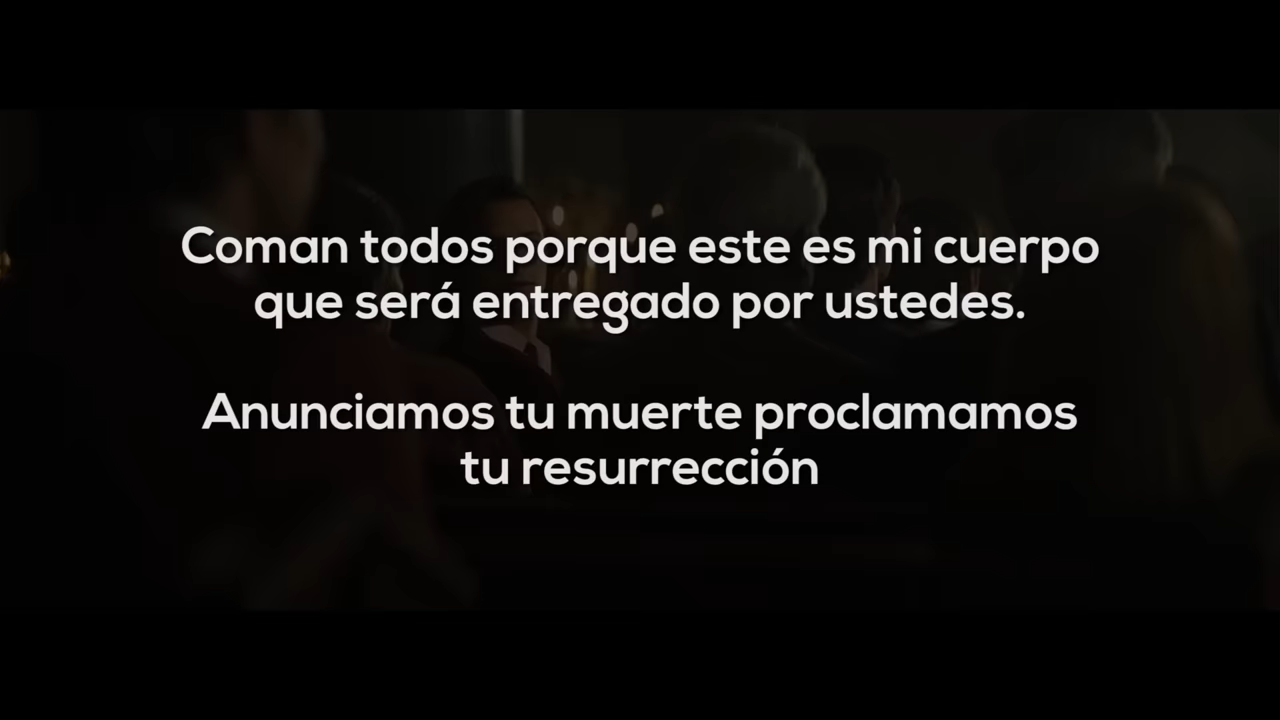 Coman todos porque este es mi cuerpo
que será entregado por ustedes.
Anunciamos tu muerte proclamamos
tu resurrección